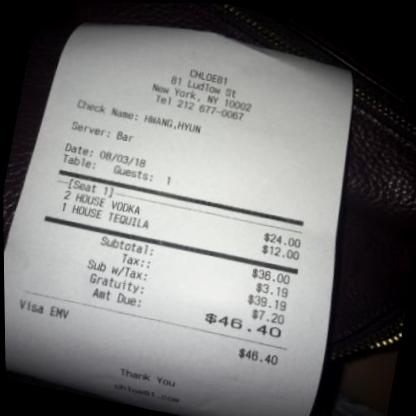 CHLOE81
81 Ludlow St
New York, NY 10002
Tel 212 677-0067
Check Name: HWANG,HYUN
Server: Bar
Date: 08/03/18
Table: Guests: 1
[Seat 1]
2 HOUSE VODKA $24.00
1 HOUSE TEQUILA $12.00
Subtotal: $36.00
Tax:: $3.19
Sub w/Tax: $39.19
Gratuity: $7.20
Amt Due: $46.40
Visa EMV $46.40
Thank You
chloe81.com